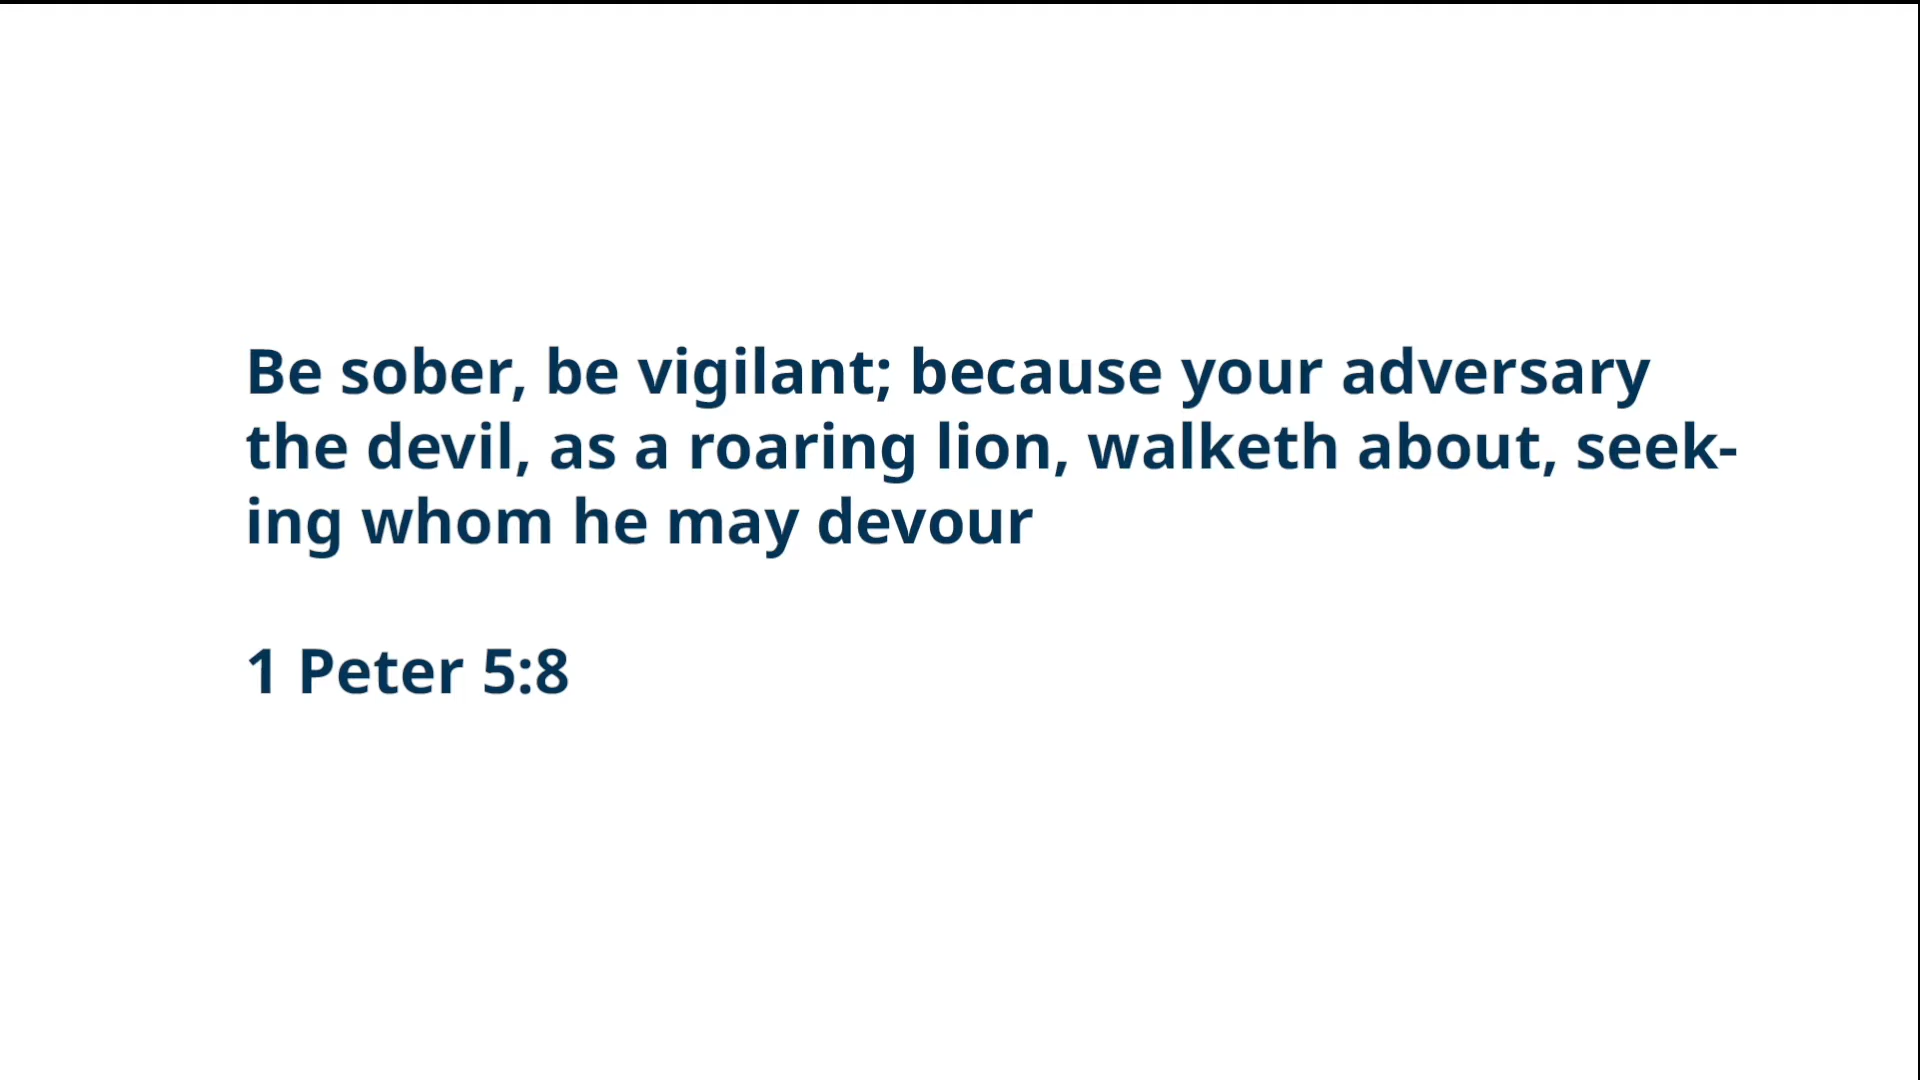 Be sober, be vigilant; because your adversary
the devil, as a roaring lion, walketh about, seek-
ing whom he may devour
1 Peter 5:8